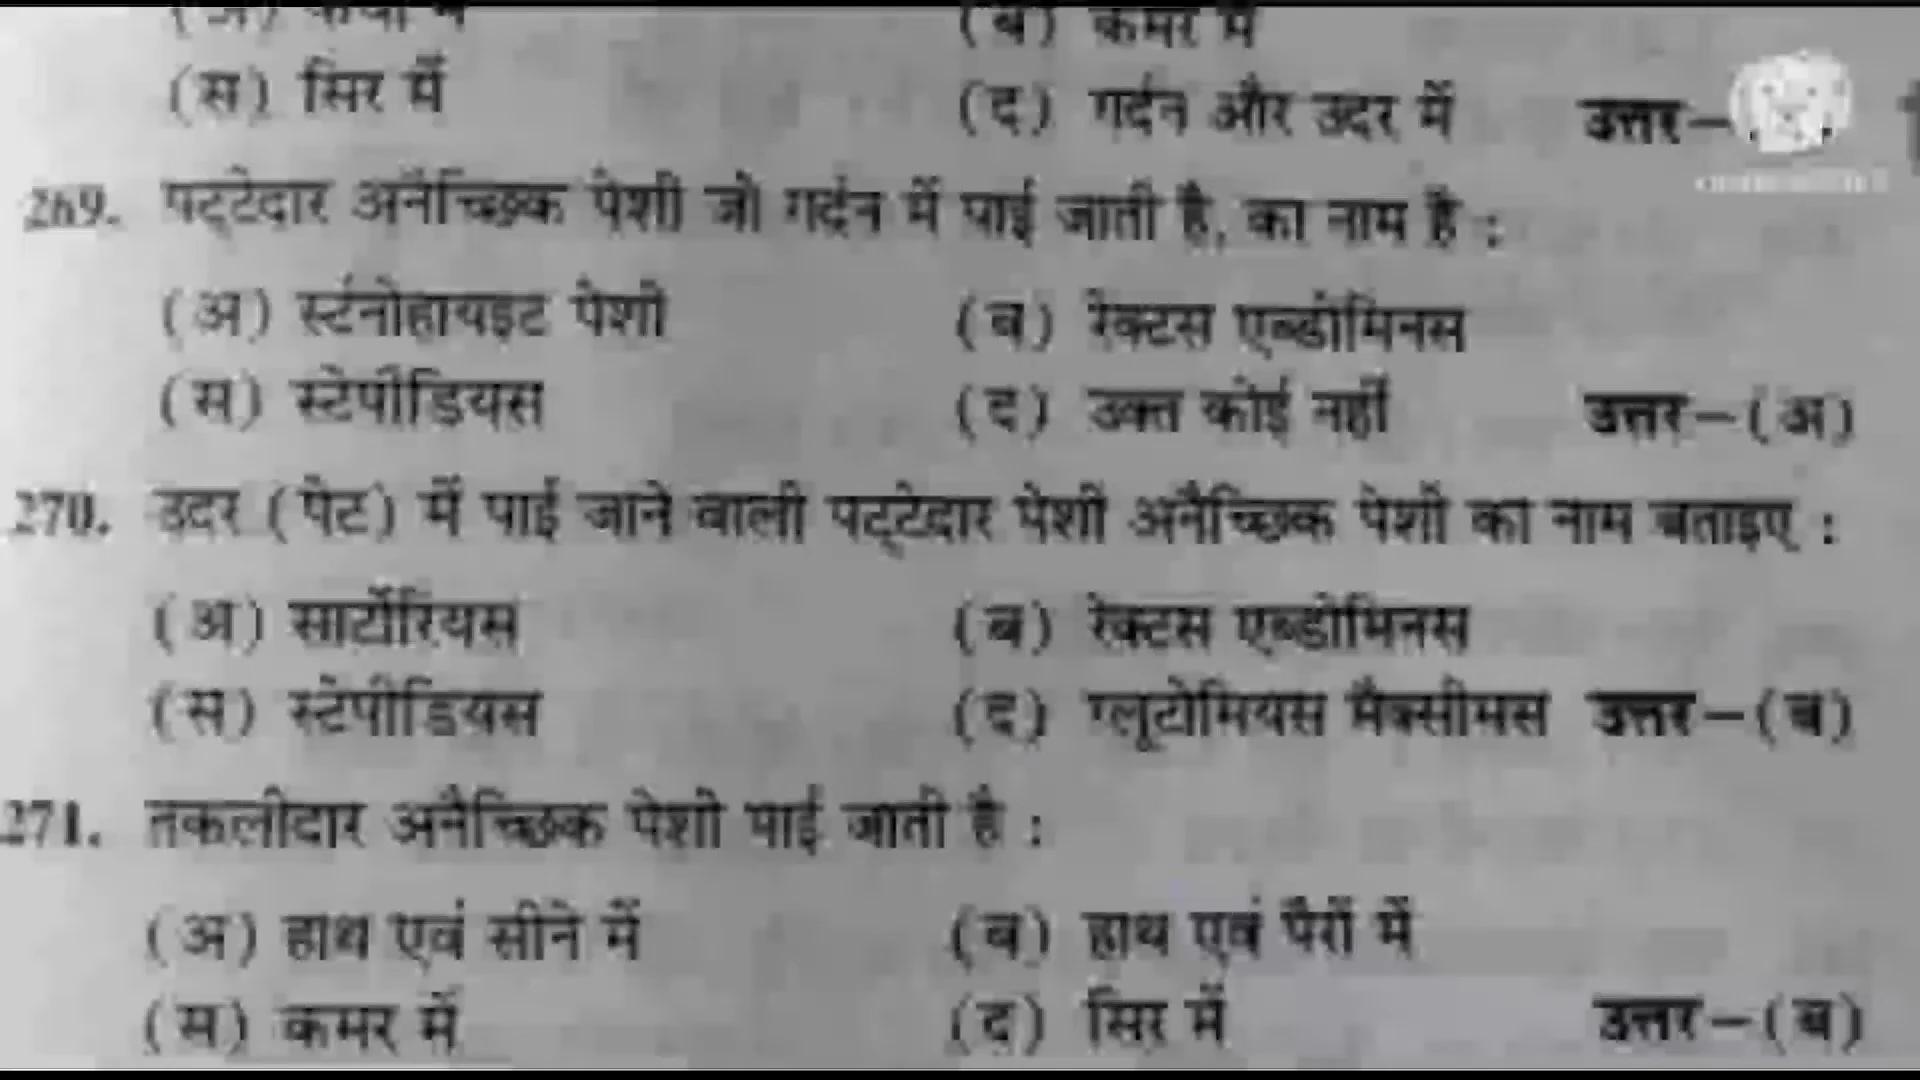 (ब) कमर में
(स) सिर में (द) गर्दन और उदर में उत्तर–
269. पट्टेदार अनैच्छिक पेशी जो गर्दन में पाई जाती है, का नाम है :
(अ) स्टर्नोहायइट पेशी (ब) रेक्टस एब्डोमिनस
(स) स्टेपीडियस (द) उक्त कोई नहीं उत्तर–(अ)
270. उदर (पेट) में पाई जाने वाली पट्टेदार पेशी अनैच्छिक पेशी का नाम बताइए :
(अ) सार्टोरियस (ब) रेक्टस एब्डोमिनस
(स) स्टेपीडियस (द) ग्लूटोमियस मैक्सीमस उत्तर–(ब)
271. तकलीदार अनैच्छिक पेशी पाई जाती है :
(अ) हाथ एवं सीने में (ब) हाथ एवं पैरों में
(स) कमर में (द) सिर में उत्तर–(ब)